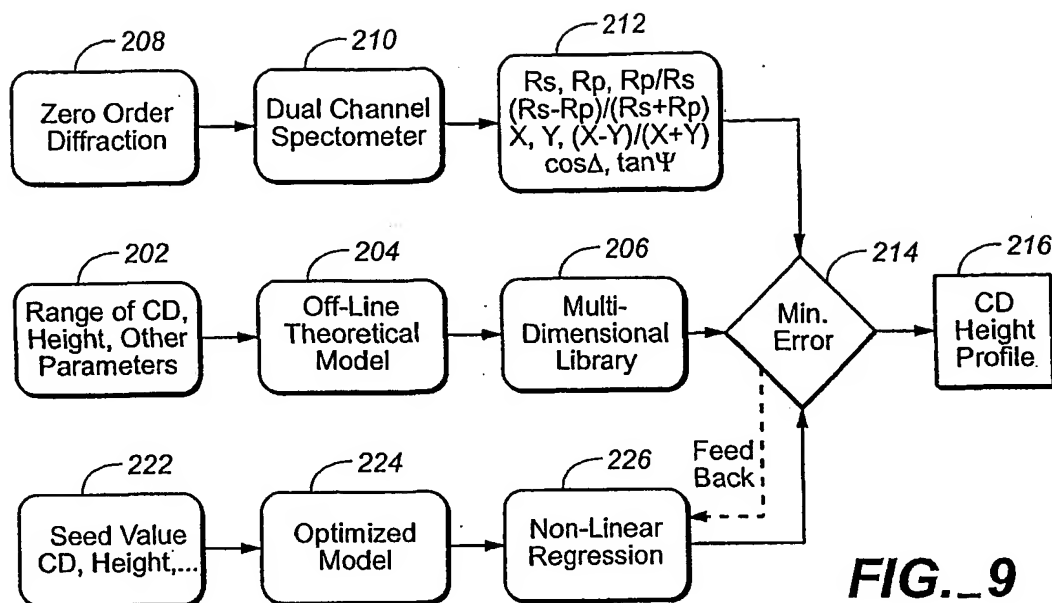 208
Zero Order
Diffraction
210
Dual Channel
Spectometer
212
Rs, Rp, Rp/Rs
(Rs-Rp)/(Rs+Rp)
X, Y, (X-Y)/(X+Y)
cosΔ, tanΨ
202
Range of CD,
Height, Other
Parameters
204
Off-Line
Theoretical
Model
206
Multi-
Dimensional
Library
214
Min.
Error
216
CD
Height
Profile
222
Seed Value
CD, Height,...
224
Optimized
Model
226
Non-Linear
Regression
Feed
Back
FIG._9